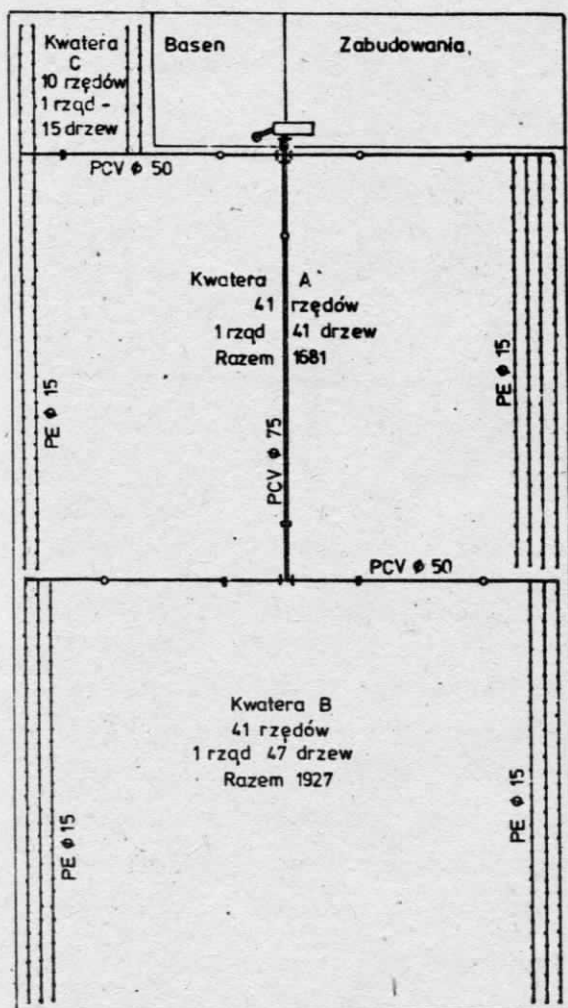 Kwatera
C
10 rzędów
1 rząd -
15 drzew
Basen
Zabudowania
PCV ø 50
Kwatera A
41 rzędów
1 rząd 41 drzew
Razem 1681
PE ø 15
PE ø 15
PCV ø 75
PCV ø 50
Kwatera B
41 rzędów
1 rząd 47 drzew
Razem 1927
PE ø 15
PE ø 15